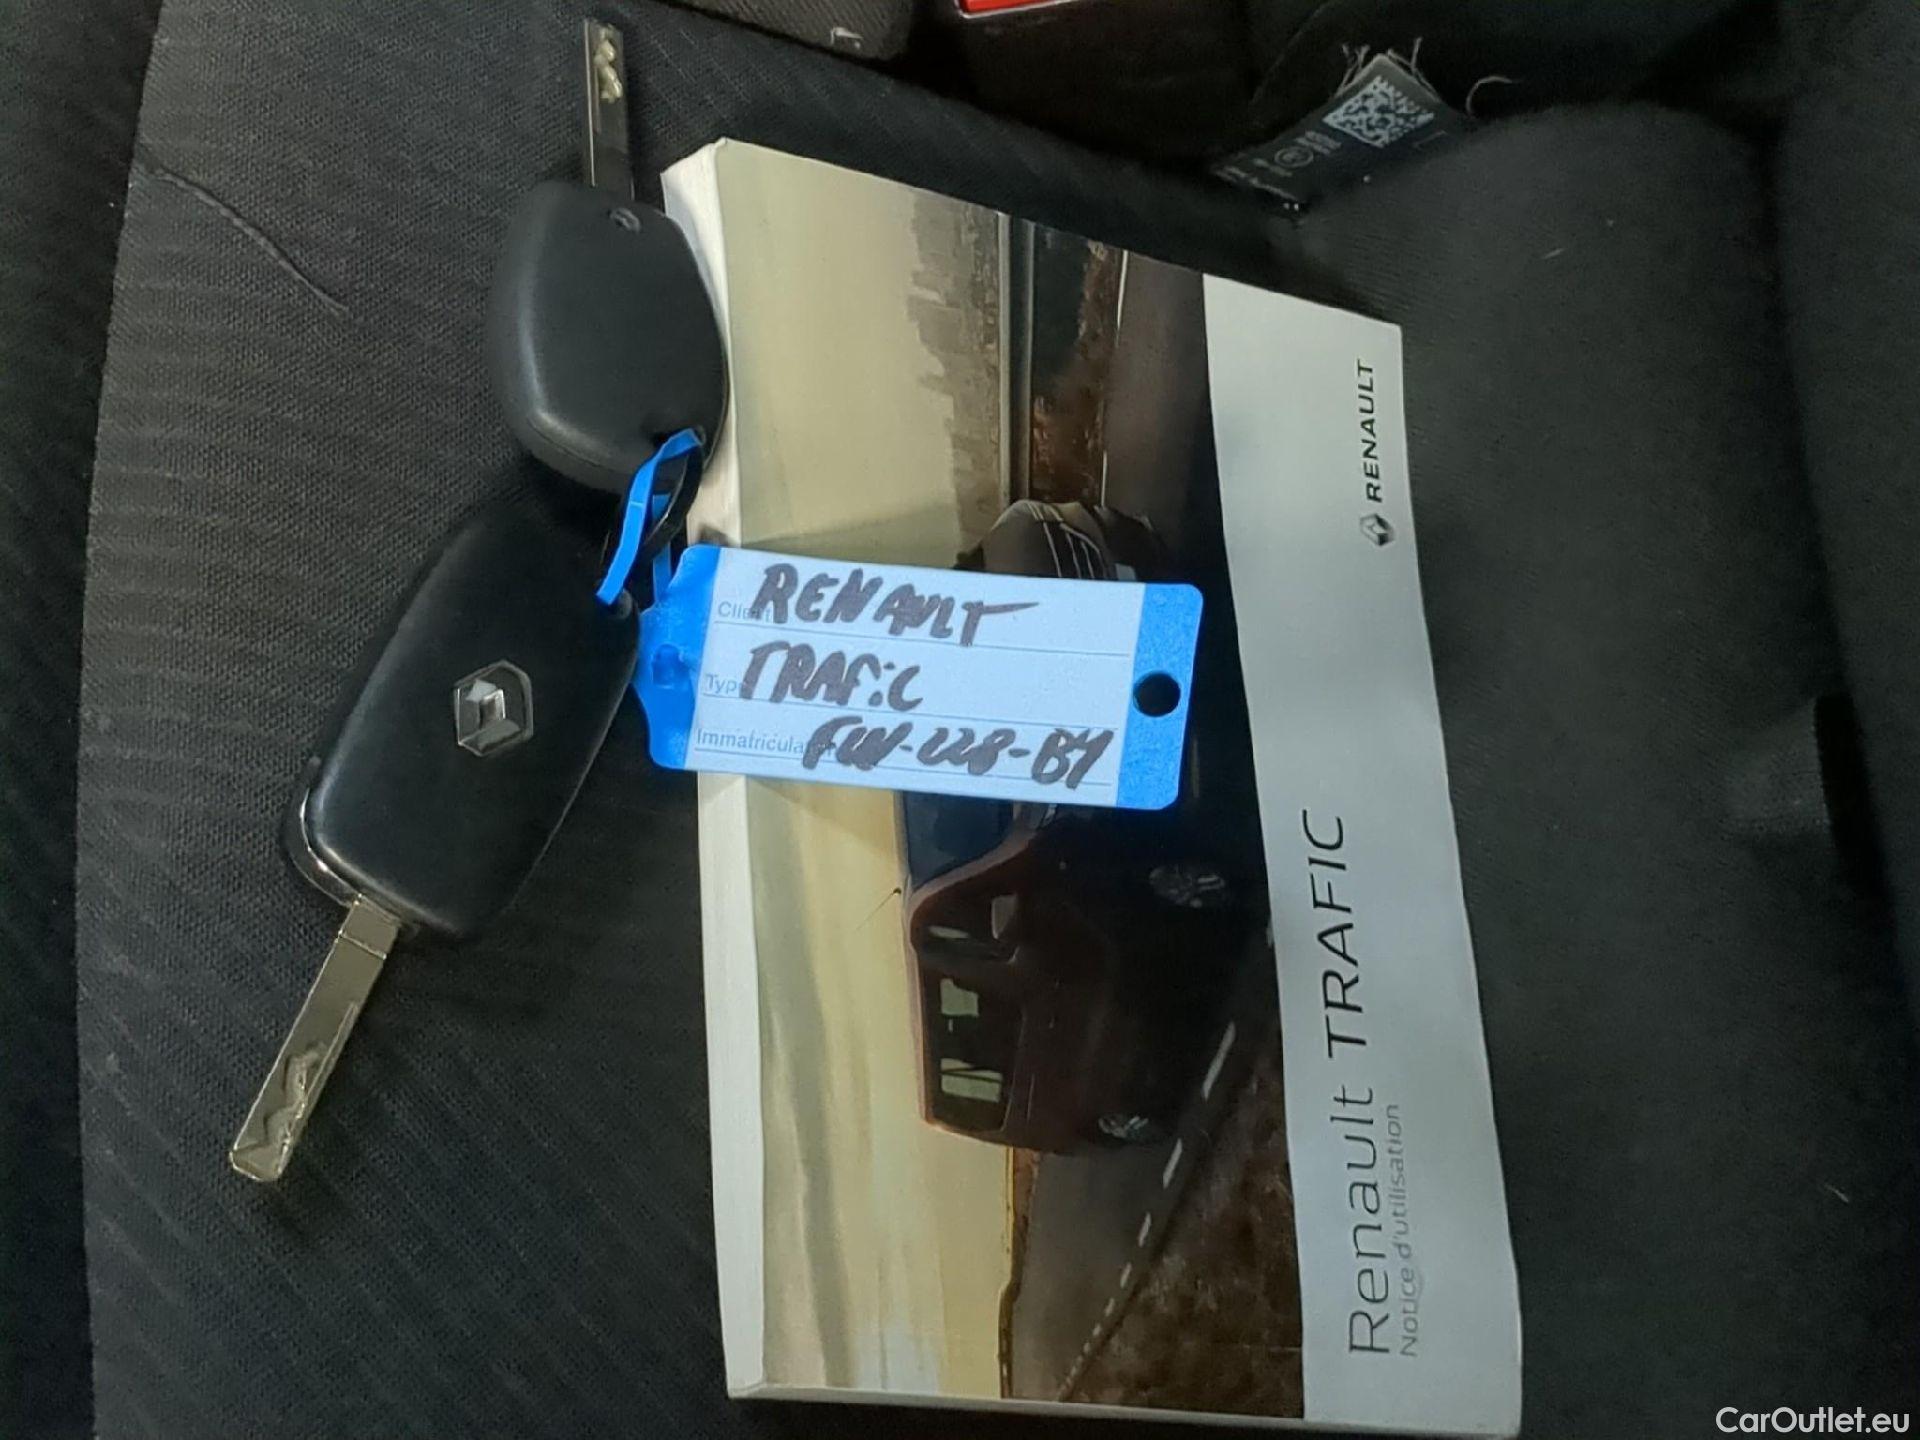 Client RENAULT
Type TRAFiC
Immatriculation FW-228-BY
RENAULT
Renault TRAFIC
Notice d'utilisation
CarOutlet.eu